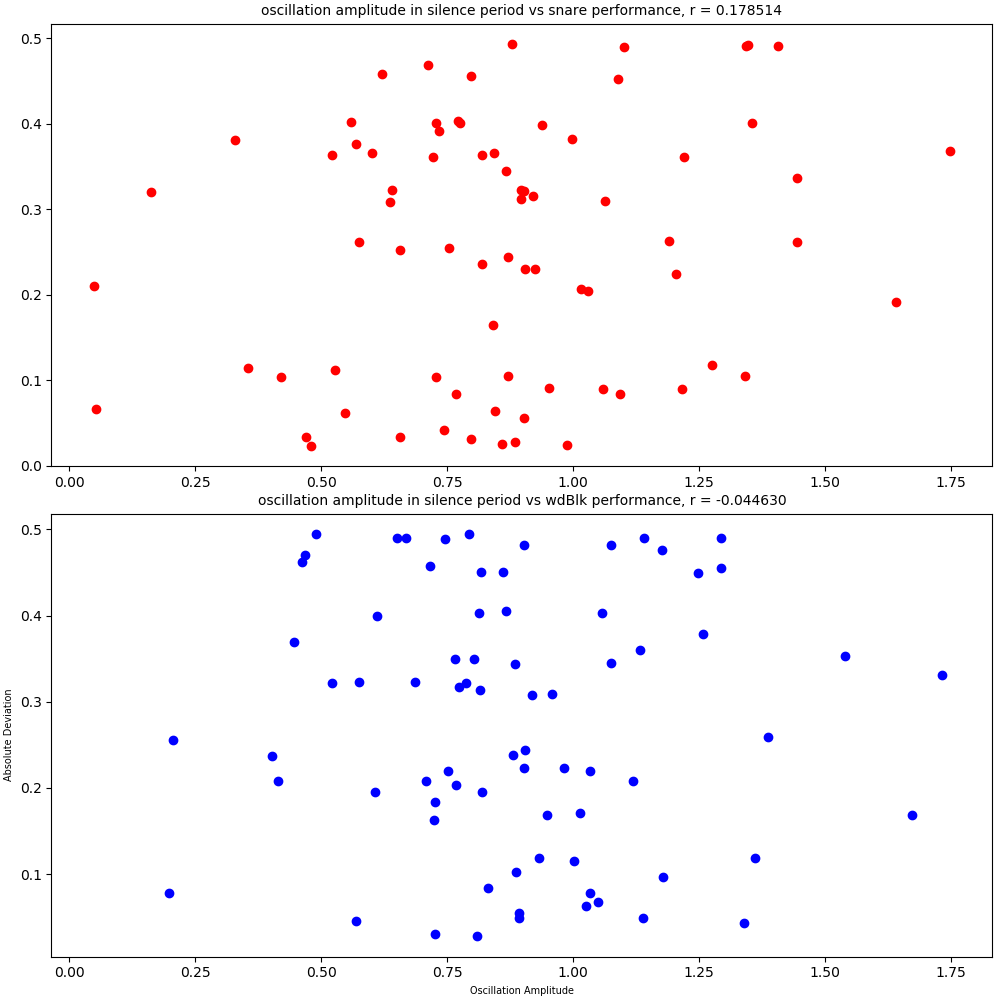 oscillation amplitude in silence period vs snare performance, r = 0.178514
0.5
0.4
0.3
0.2
0.1
0.0
0.00 0.25 0.50 0.75 1.00 1.25 1.50 1.75
oscillation amplitude in silence period vs wdBlk performance, r = -0.044630
Absolute Deviation
0.5
0.4
0.3
0.2
0.1
0.00 0.25 0.50 0.75 1.00 1.25 1.50 1.75
Oscillation Amplitude